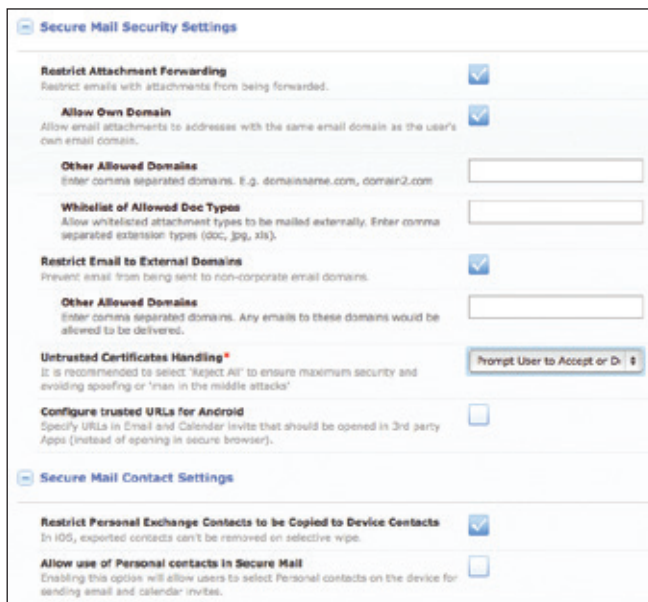 Secure Mail Security Settings
Restrict Attachment Forwarding
Restrict emails with attachments from being forwarded.
Allow Own Domain
Allow email attachments to addresses with the same email domain as the user's
own email domain.
Other Allowed Domains
Enter comma separated domains. E.g. domainname.com, domain2.com
Whitelist of Allowed Doc Types
Allow whitelisted attachment types to be mailed externally. Enter comma
separated extension types (doc, jpg, xls).
Restrict Email to External Domains
Prevent email from being sent to non-corporate email domains.
Other Allowed Domains
Enter comma separated domains. Any emails to these domains would be
allowed to be delivered.
Untrusted Certificates Handling*
Prompt User to Accept or D
It is recommended to select 'Reject All' to ensure maximum security and
avoiding spoofing or 'man in the middle attacks'
Configure trusted URLs for Android
Specify URLs in Email and Calendar invite that should be opened in 3rd party
Apps (instead of opening in secure browser).
Secure Mail Contact Settings
Restrict Personal Exchange Contacts to be Copied to Device Contacts
In iOS, exported contacts can't be removed on selective wipe.
Allow use of Personal contacts in Secure Mail
Enabling this option will allow users to select Personal contacts on the device for
sending email and calendar invites.